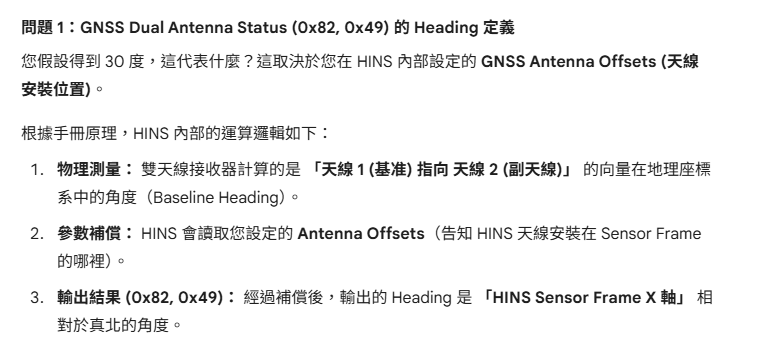 問題 1：GNSS Dual Antenna Status (0x82, 0x49) 的 Heading 定義
您假設得到 30 度，這代表什麼？這取決於您在 HINS 內部設定的 GNSS Antenna Offsets (天線
安裝位置)。
根據手冊原理，HINS 內部的運算邏輯如下：
1. 物理測量： 雙天線接收器計算的是 「天線 1 (基準) 指向 天線 2 (副天線)」 的向量在地理座標
系中的角度（Baseline Heading）。
2. 參數補償： HINS 會讀取您設定的 Antenna Offsets（告知 HINS 天線安裝在 Sensor Frame
的哪裡）。
3. 輸出結果 (0x82, 0x49)： 經過補償後，輸出的 Heading 是 「HINS Sensor Frame X 軸」 相
對於真北的角度。